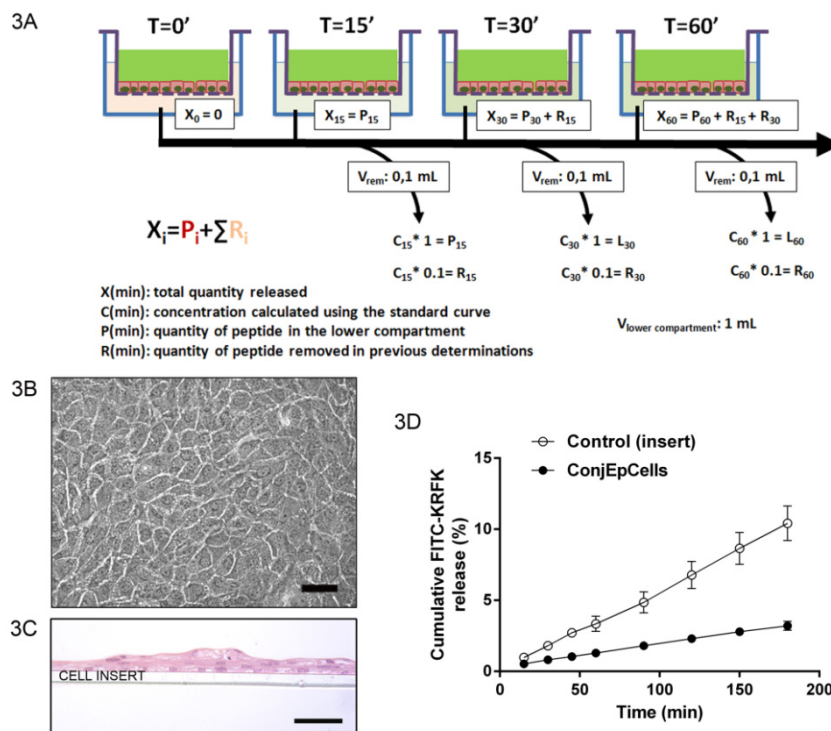 3A
T=0’ T=15’ T=30’ T=60’
X0 = 0 X15 = P15 X30 = P30 + R15 X60 = P60 + R15 + R30
Vrem: 0,1 mL Vrem: 0,1 mL Vrem: 0,1 mL
Xi=Pi+∑Ri
C15* 1 = P15 C30* 1 = L30 C60* 1 = L60
C15* 0.1= R15 C30* 0.1= R30 C60* 0.1= R60
X(min): total quantity released
C(min): concentration calculated using the standard curve
P(min): quantity of peptide in the lower compartment
R(min): quantity of peptide removed in previous determinations
Vlower compartment: 1 mL
3B
3C
CELL INSERT
3D
Control (insert)
ConjEpCells
Cumulative FITC-KRFK
release (%)
15
10
5
0
0 50 100 150 200
Time (min)